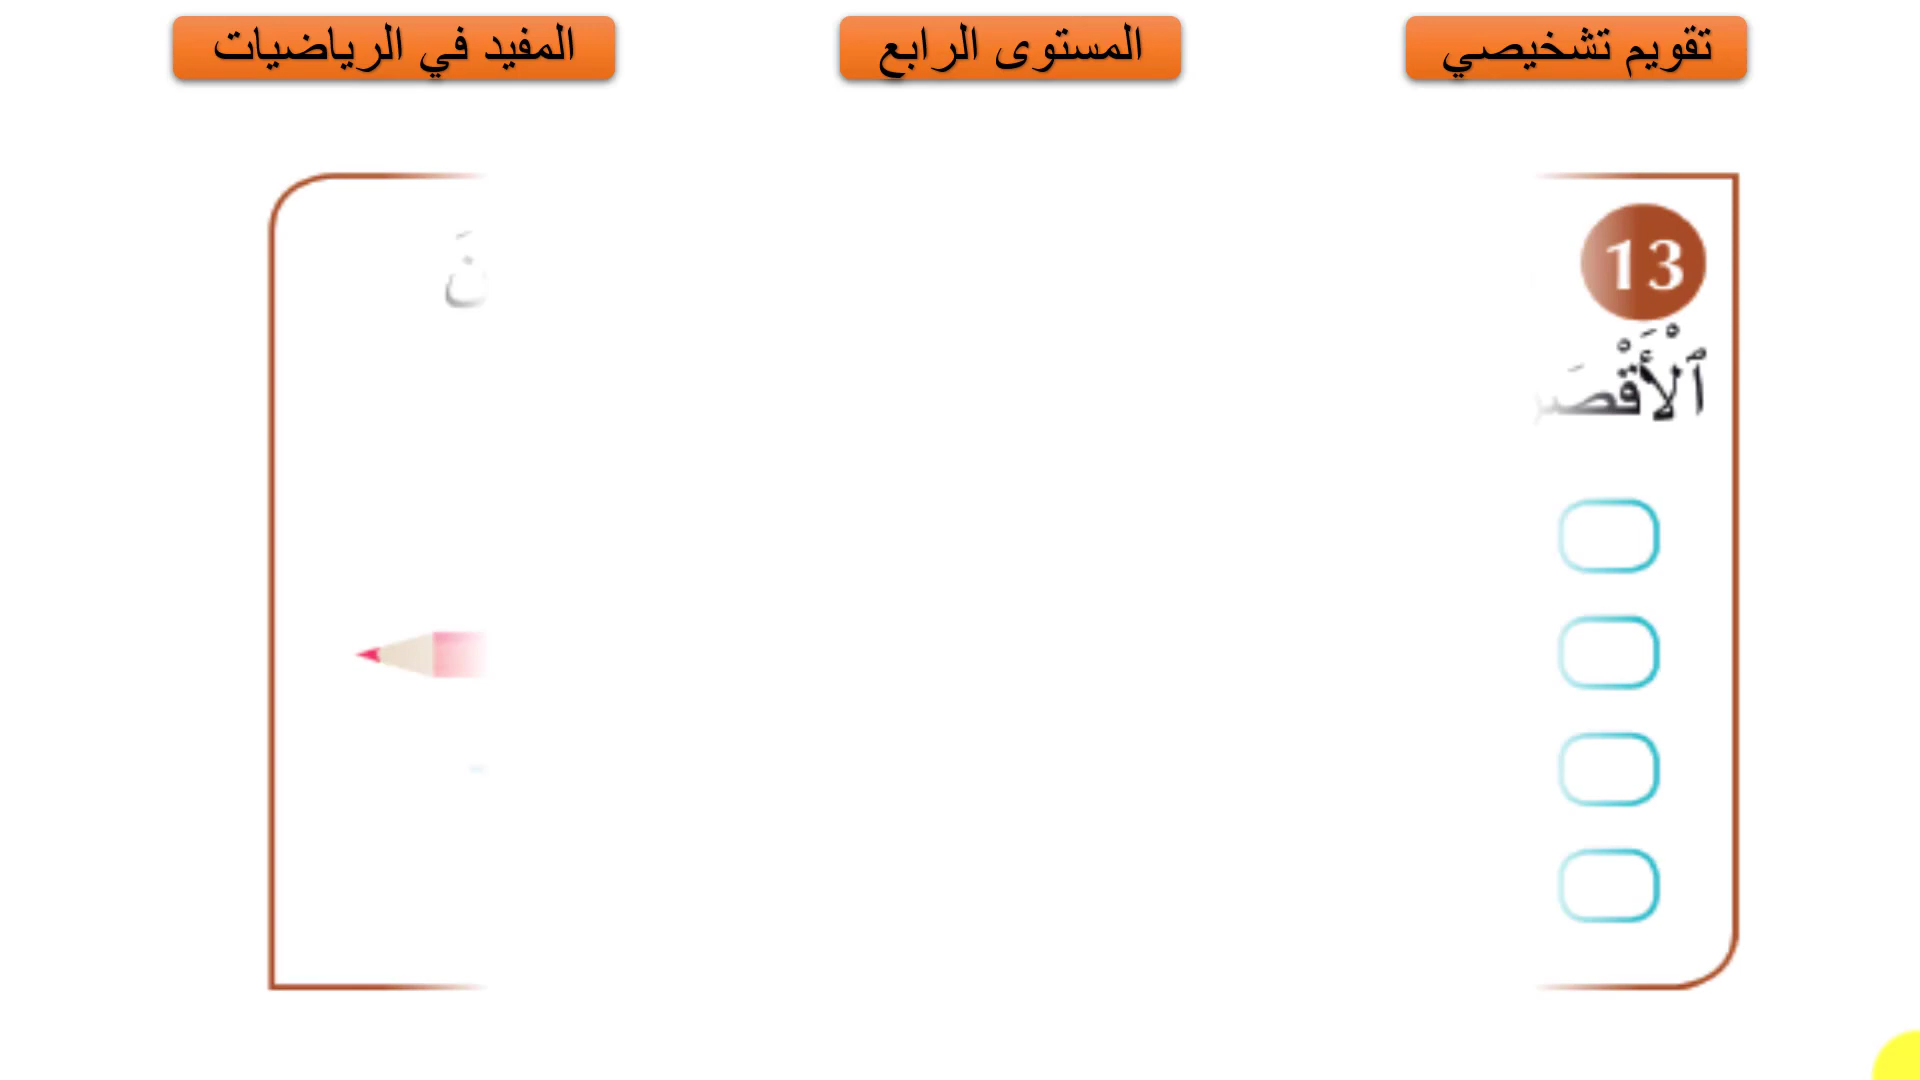 تقويم تشخيصي
المستوى الرابع
المفيد في الرياضيات
13